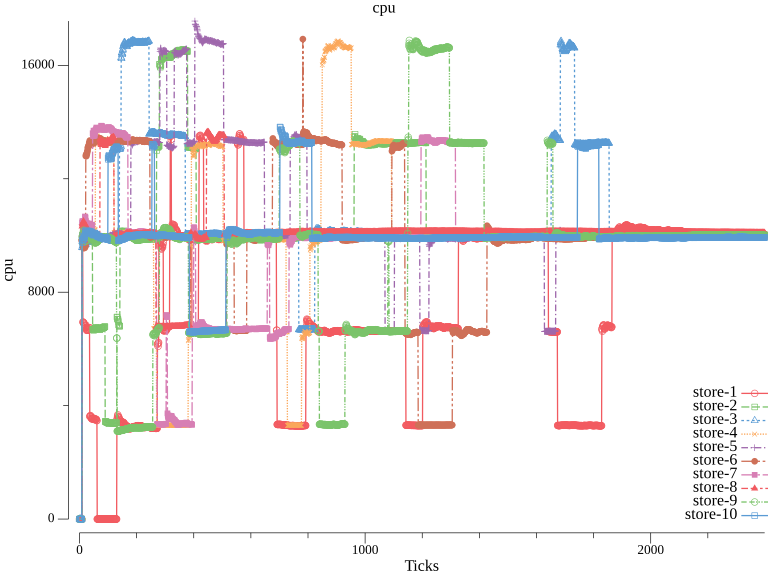 cpu
16000
8000
0
cpu
0
1000
2000
Ticks
store-1
store-2
store-3
store-4
store-5
store-6
store-7
store-8
store-9
store-10